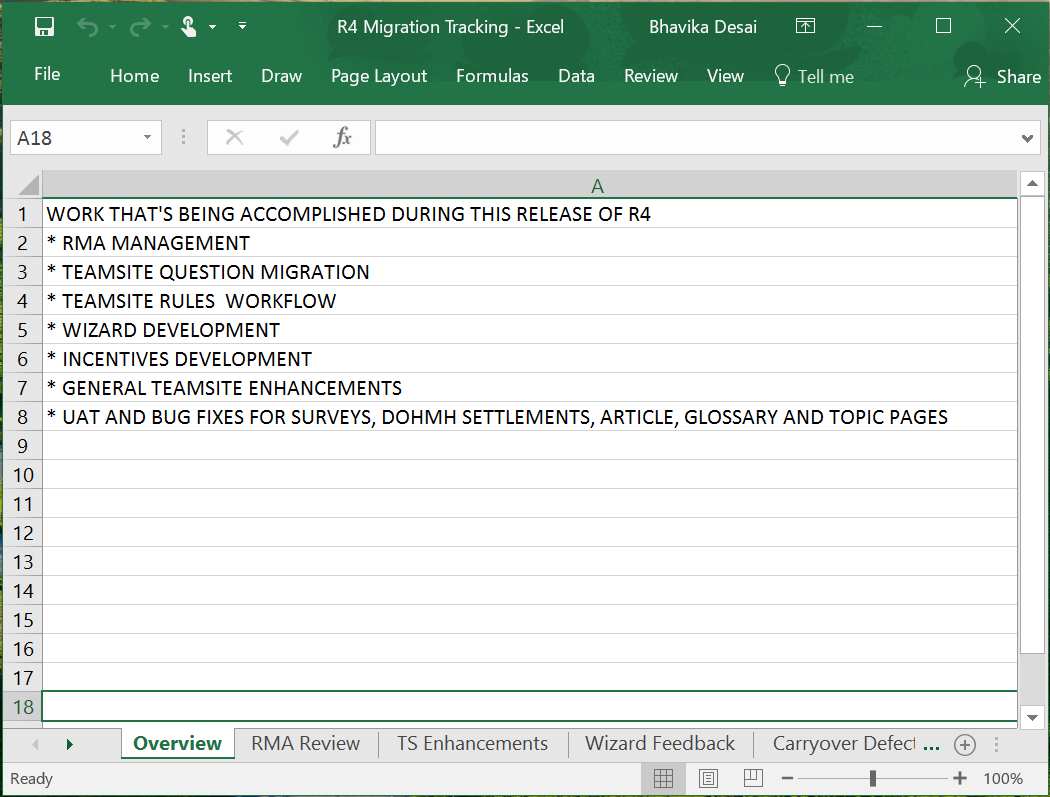 R4 Migration Tracking - Excel
Bhavika Desai
File Home Insert Draw Page Layout Formulas Data Review View Tell me Share
A18 fx
A
1 WORK THAT'S BEING ACCOMPLISHED DURING THIS RELEASE OF R4
2 * RMA MANAGEMENT
3 * TEAMSITE QUESTION MIGRATION
4 * TEAMSITE RULES  WORKFLOW
5 * WIZARD DEVELOPMENT
6 * INCENTIVES DEVELOPMENT
7 * GENERAL TEAMSITE ENHANCEMENTS
8 * UAT AND BUG FIXES FOR SURVEYS, DOHMH SETTLEMENTS, ARTICLE, GLOSSARY AND TOPIC PAGES
9
10
11
12
13
14
15
16
17
18
Overview RMA Review TS Enhancements Wizard Feedback Carryover Defect ...
Ready 100%